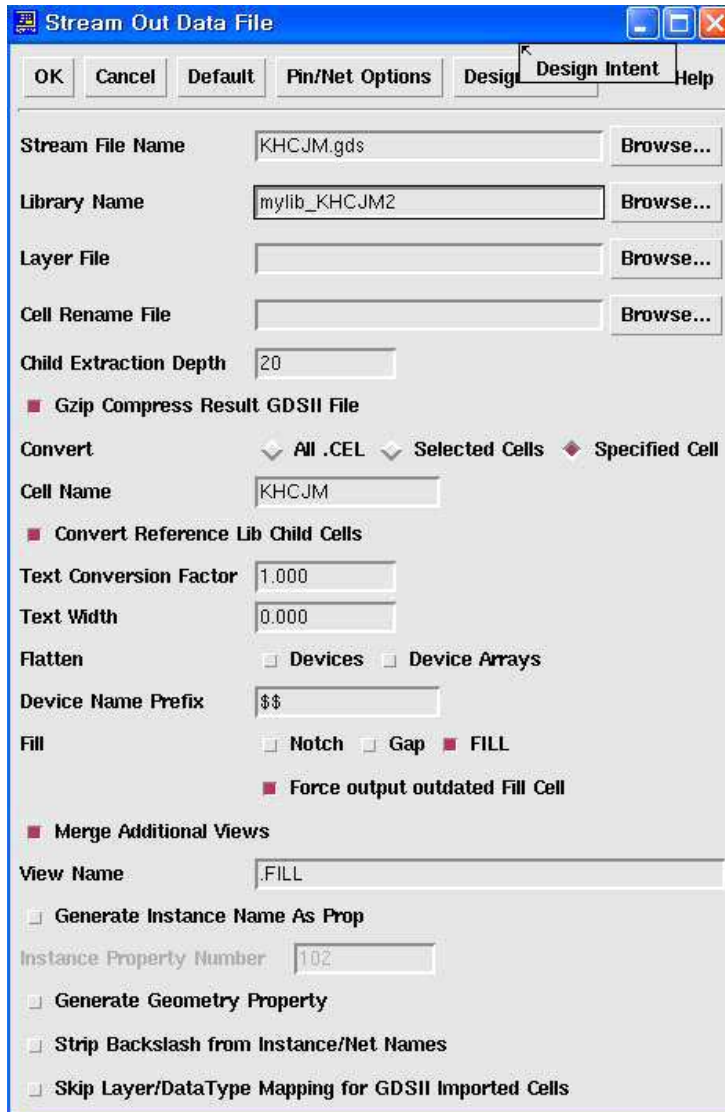 Stream Out Data File
OK Cancel Default Pin/Net Options Design Intent Help
Stream File Name KHCJM.gds Browse...
Library Name mylib_KHCJM2 Browse...
Layer File Browse...
Cell Rename File Browse...
Child Extraction Depth 20
Gzip Compress Result GDSII File
Convert All .CEL Selected Cells Specified Cell
Cell Name KHCJM
Convert Reference Lib Child Cells
Text Conversion Factor 1.000
Text Width 0.000
Flatten Devices Device Arrays
Device Name Prefix $$
Fill Notch Gap FILL
Force output outdated Fill Cell
Merge Additional Views
View Name .FILL
Generate Instance Name As Prop
Instance Property Number 102
Generate Geometry Property
Strip Backslash from Instance/Net Names
Skip Layer/DataType Mapping for GDSII Imported Cells